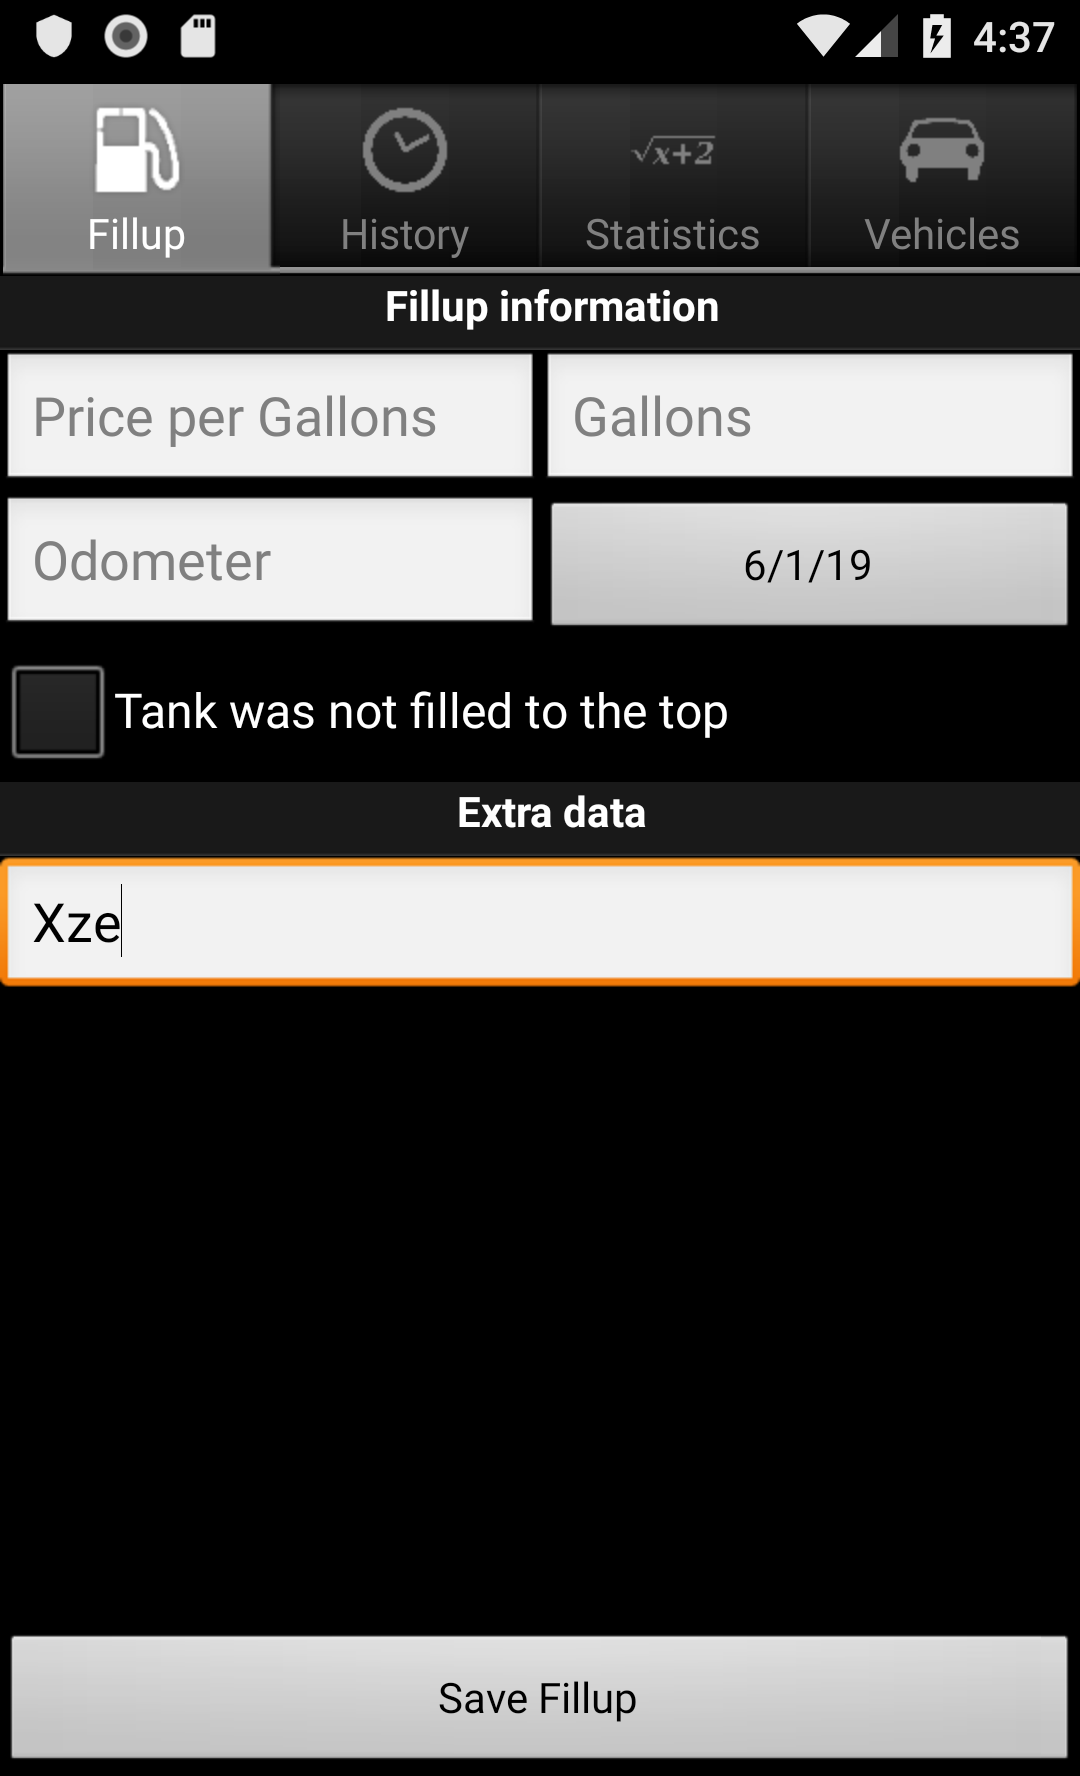 4:37
Fillup
History
√x+2
Statistics
Vehicles
Fillup information
Price per Gallons
Gallons
Odometer
6/1/19
Tank was not filled to the top
Extra data
Xze
Save Fillup